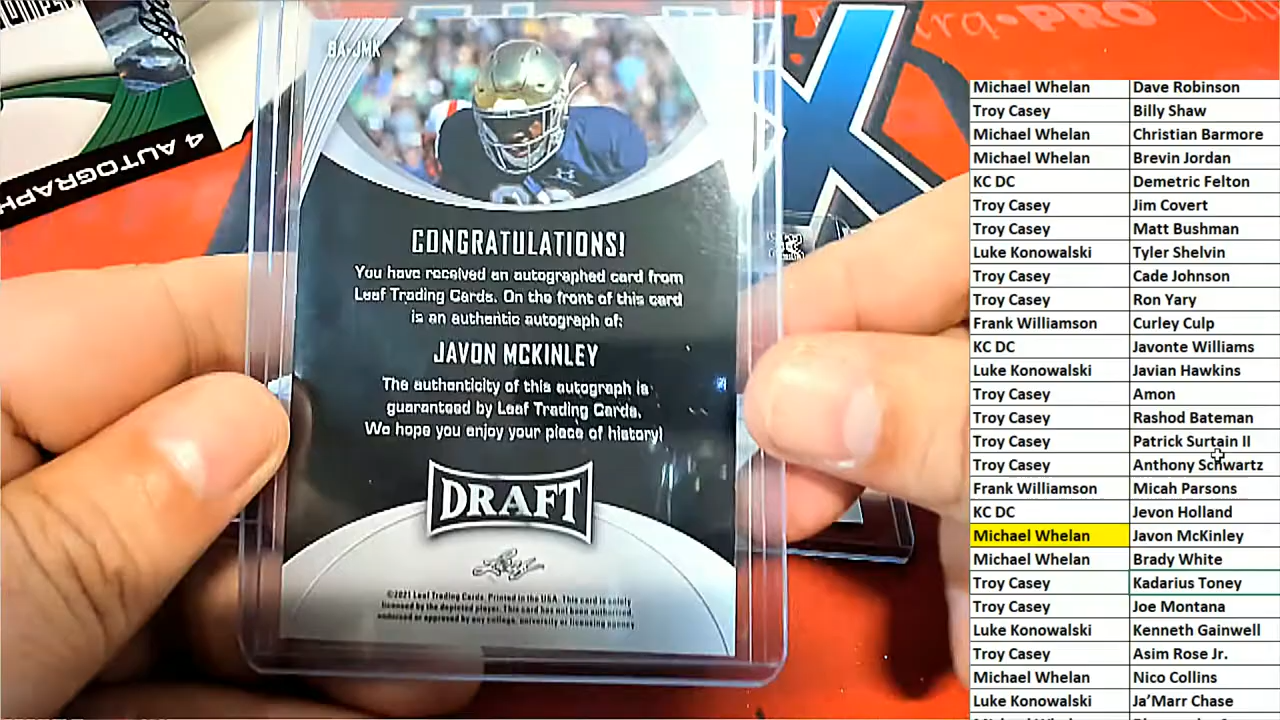 BA-JMK
CONGRATULATIONS!
You have received an autographed card from
Leaf Trading Cards. On the front of this card
is an authentic autograph of:
JAVON MCKINLEY
The authenticity of this autograph is
guaranteed by Leaf Trading Cards.
We hope you enjoy your piece of history!
DRAFT
Leaf
©2021 Leaf Trading Cards. Printed in the USA. This card is solely
licensed by the depicted player. This card has not been authorized,
endorsed or approved by any college, university or licensing agency
4 AUTOGRAPH
PRO
Michael Whelan Dave Robinson
Troy Casey Billy Shaw
Michael Whelan Christian Barmore
Michael Whelan Brevin Jordan
KC DC Demetric Felton
Troy Casey Jim Covert
Troy Casey Matt Bushman
Luke Konowalski Tyler Shelvin
Troy Casey Cade Johnson
Troy Casey Ron Yary
Frank Williamson Curley Culp
KC DC Javonte Williams
Luke Konowalski Javian Hawkins
Troy Casey Amon
Troy Casey Rashod Bateman
Troy Casey Patrick Surtain II
Troy Casey Anthony Schwartz
Frank Williamson Micah Parsons
KC DC Jevon Holland
Michael Whelan Javon McKinley
Michael Whelan Brady White
Troy Casey Kadarius Toney
Troy Casey Joe Montana
Luke Konowalski Kenneth Gainwell
Troy Casey Asim Rose Jr.
Michael Whelan Nico Collins
Luke Konowalski Ja'Marr Chase